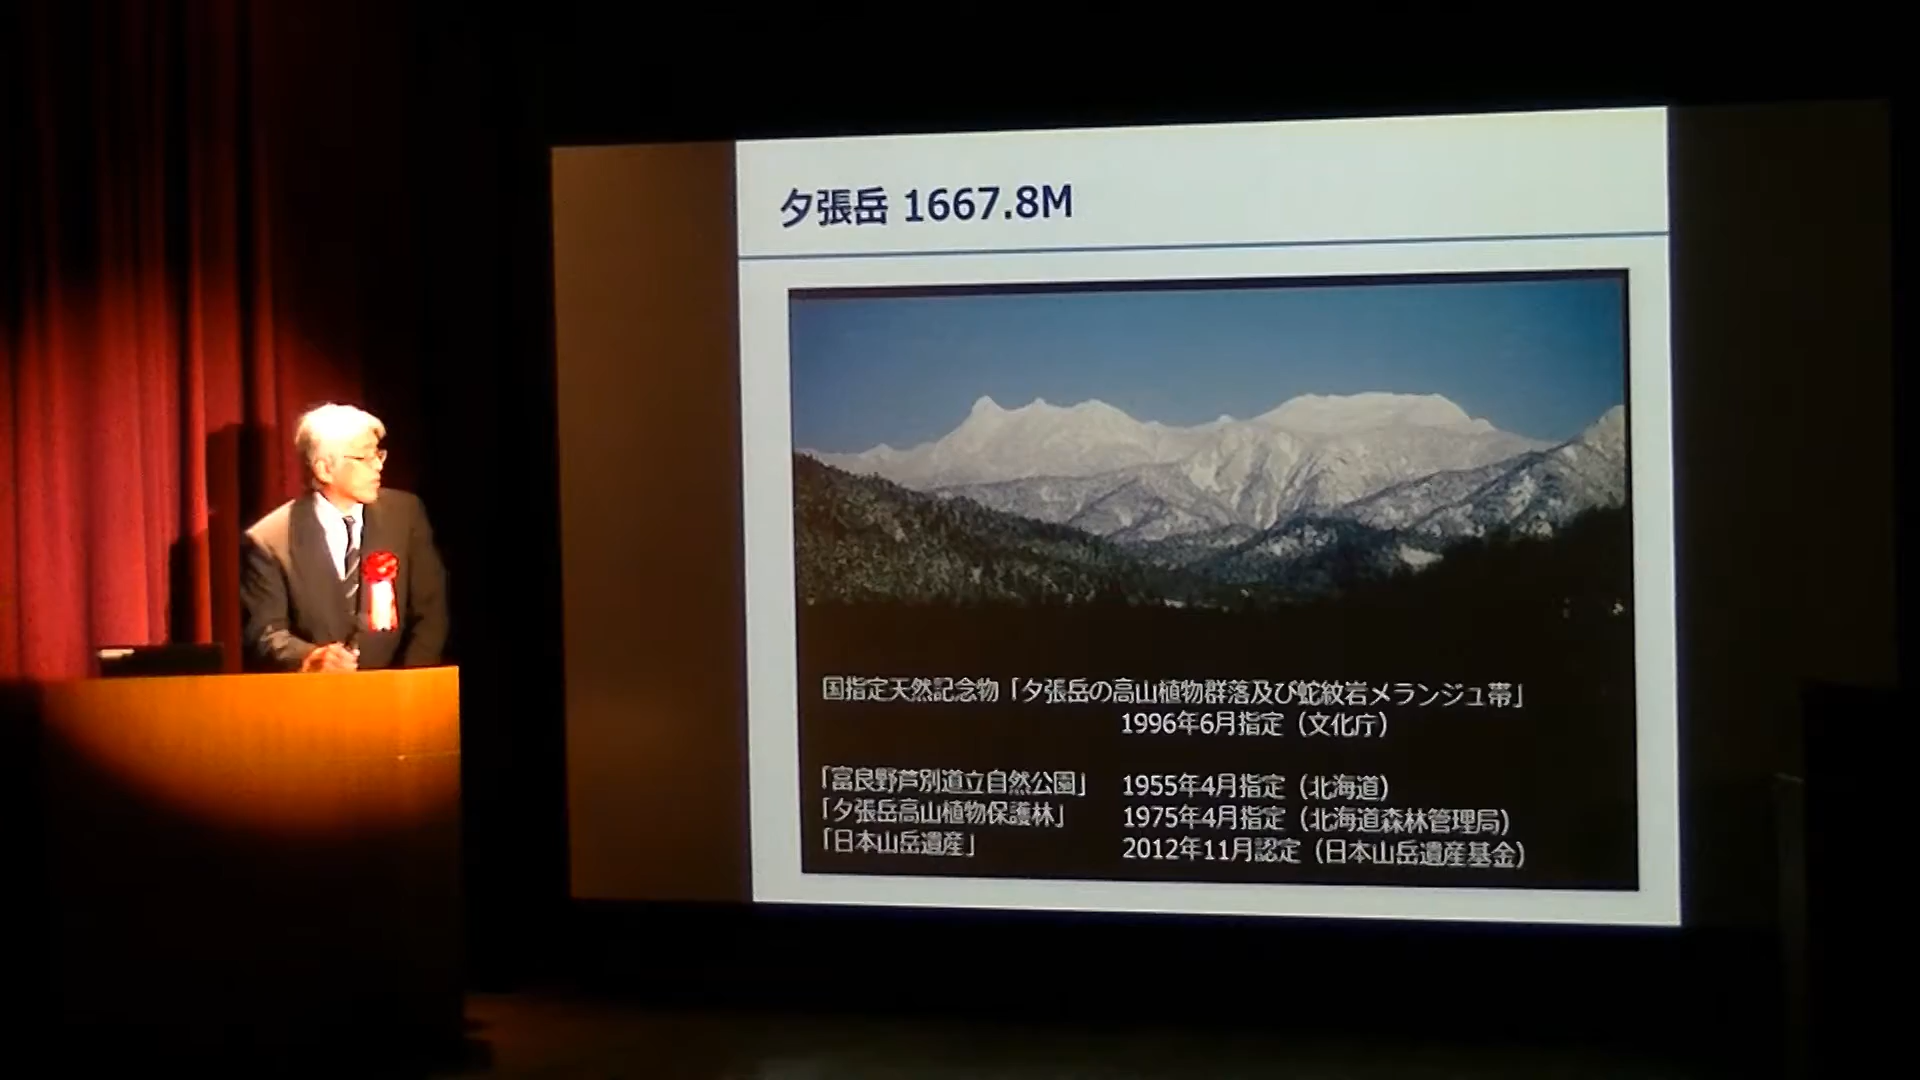 夕張岳 1667.8M
国指定天然記念物「夕張岳の高山植物群落及び蛇紋岩メランジュ帯」
1996年6月指定（文化庁）
「富良野芦別道立自然公園」 1955年4月指定（北海道）
「夕張岳高山植物保護林」 1975年4月指定（北海道森林管理局）
「日本山岳遺産」 2012年11月認定（日本山岳遺産基金）